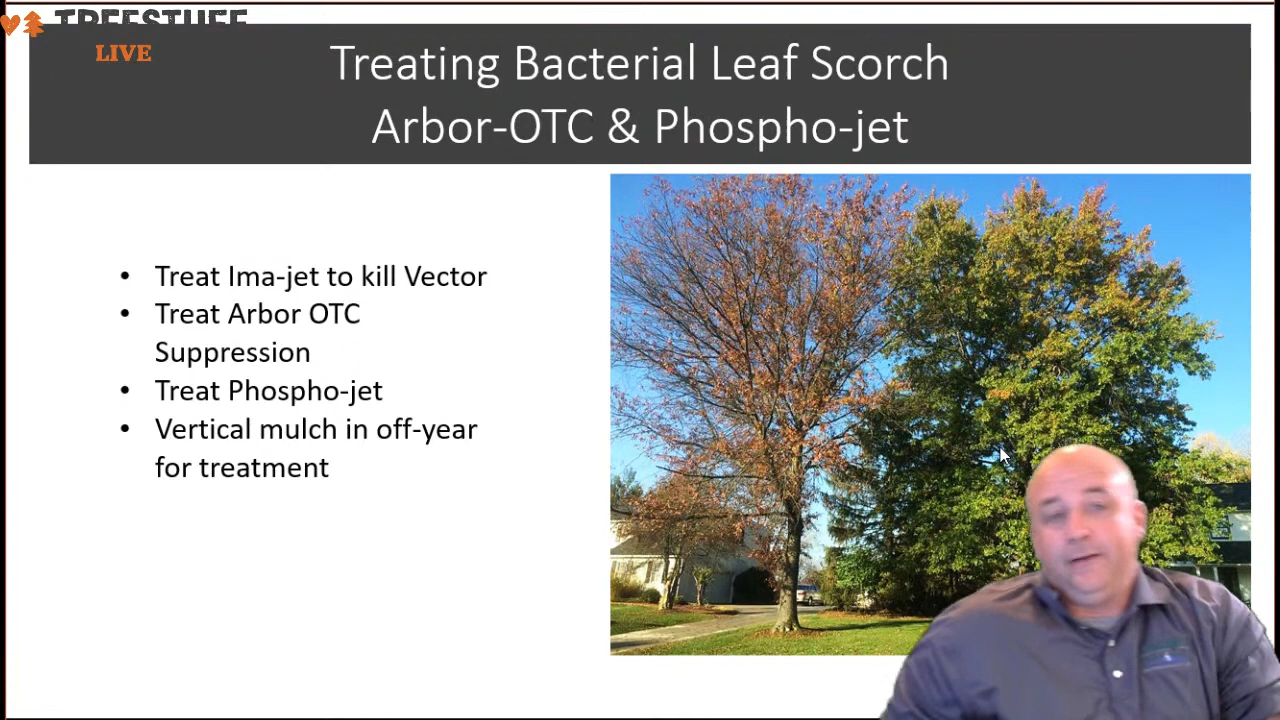 TREESTUFF
LIVE
Treating Bacterial Leaf Scorch
Arbor-OTC & Phospho-jet
• Treat Ima-jet to kill Vector
• Treat Arbor OTC
Suppression
• Treat Phospho-jet
• Vertical mulch in off-year
for treatment